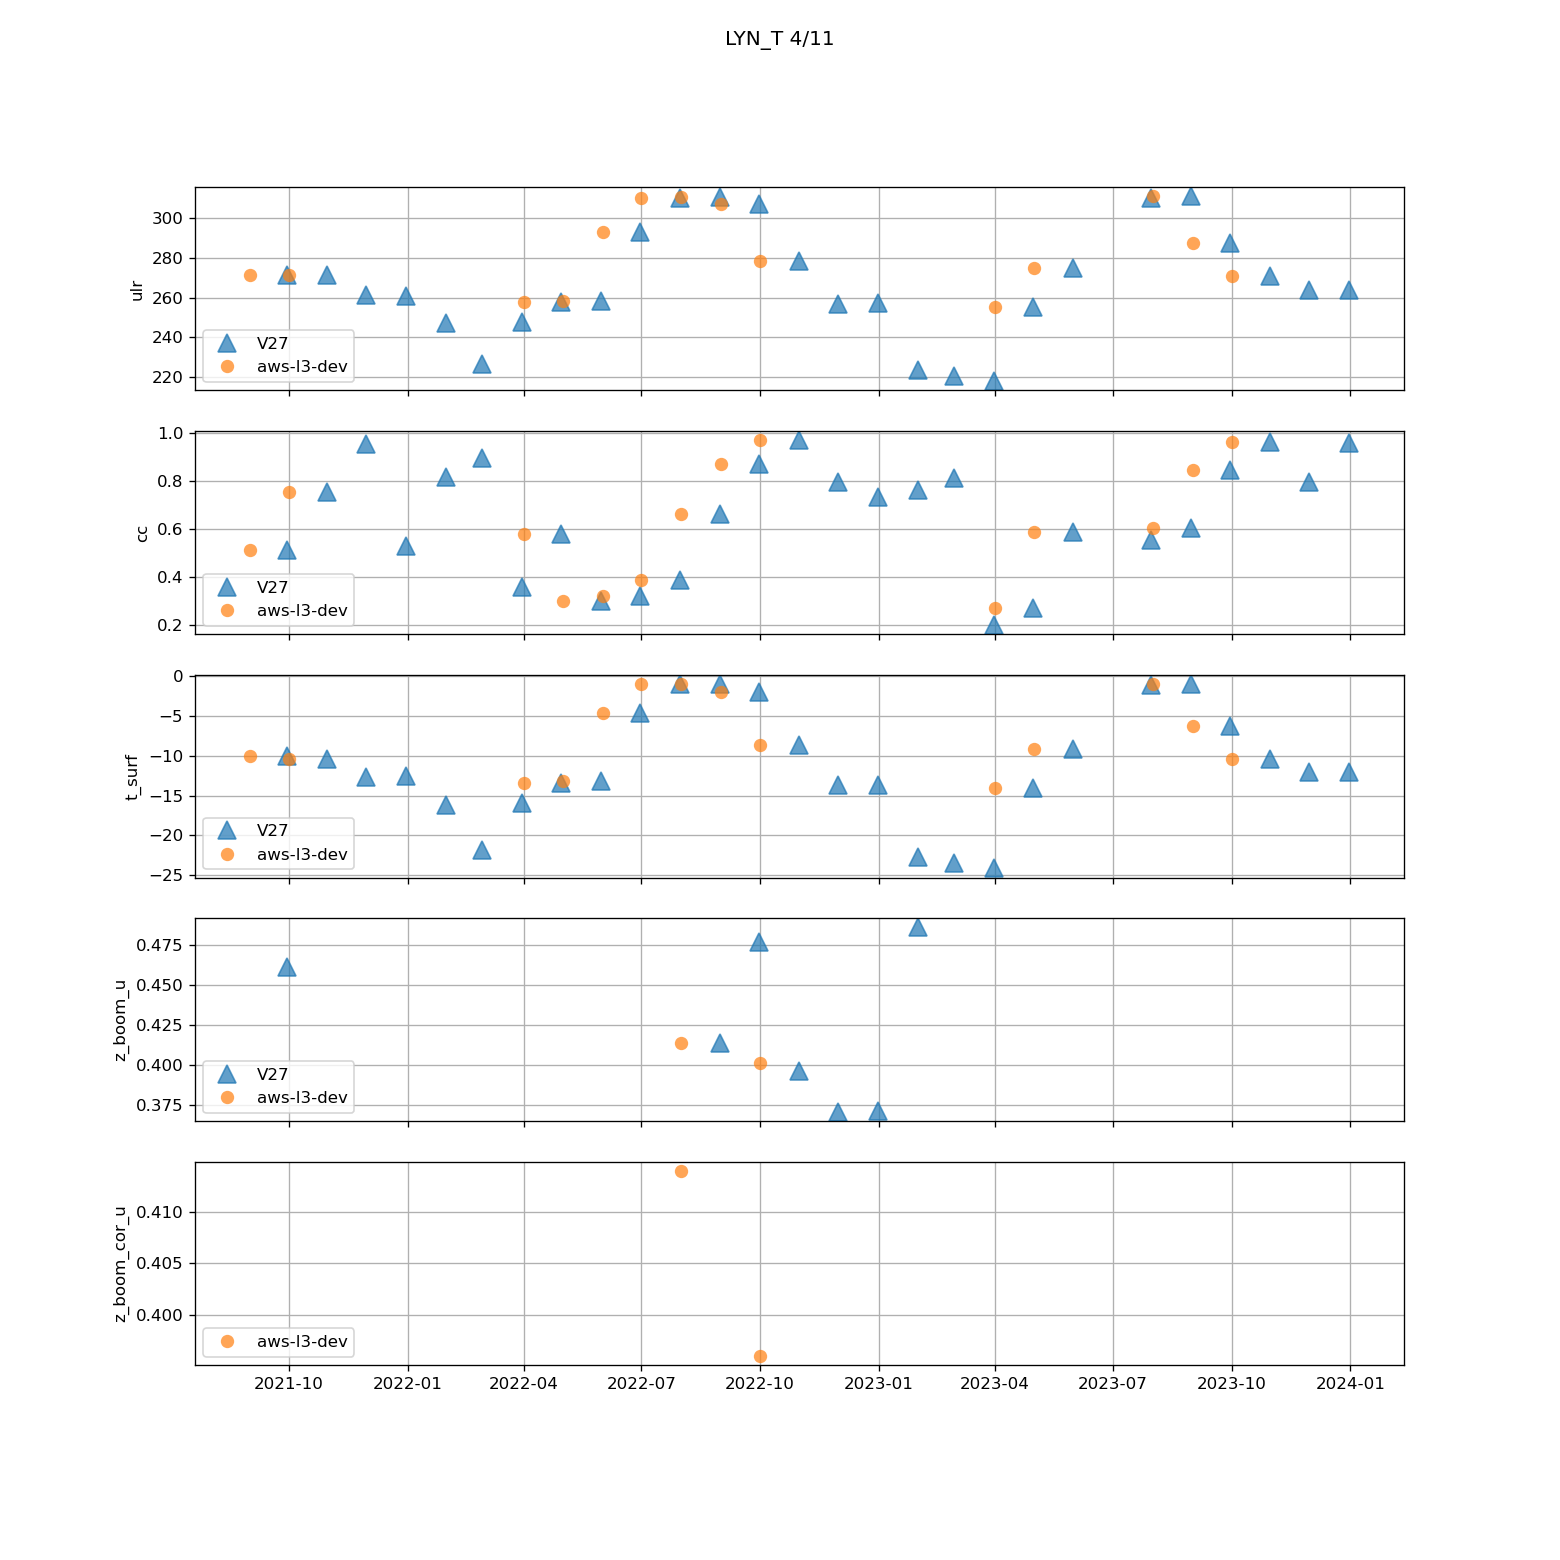 LYN_T 4/11
ulr
300
280
260
240
220
V27
aws-l3-dev
cc
1.0
0.8
0.6
0.4
0.2
V27
aws-l3-dev
t_surf
0
−5
−10
−15
−20
−25
V27
aws-l3-dev
z_boom_u
0.475
0.450
0.425
0.400
0.375
V27
aws-l3-dev
z_boom_cor_u
0.410
0.405
0.400
aws-l3-dev
2021-10 2022-01 2022-04 2022-07 2022-10 2023-01 2023-04 2023-07 2023-10 2024-01